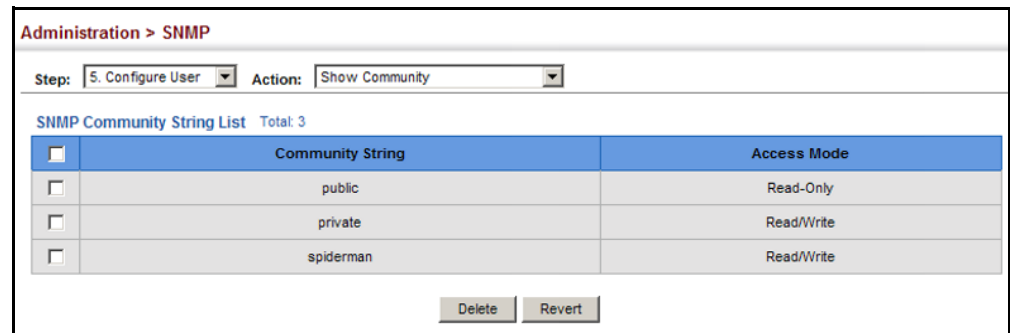 Administration > SNMP
Step: 5. Configure User Action: Show Community
SNMP Community String List Total: 3
Community String Access Mode
public Read-Only
private Read/Write
spiderman Read/Write
Delete Revert